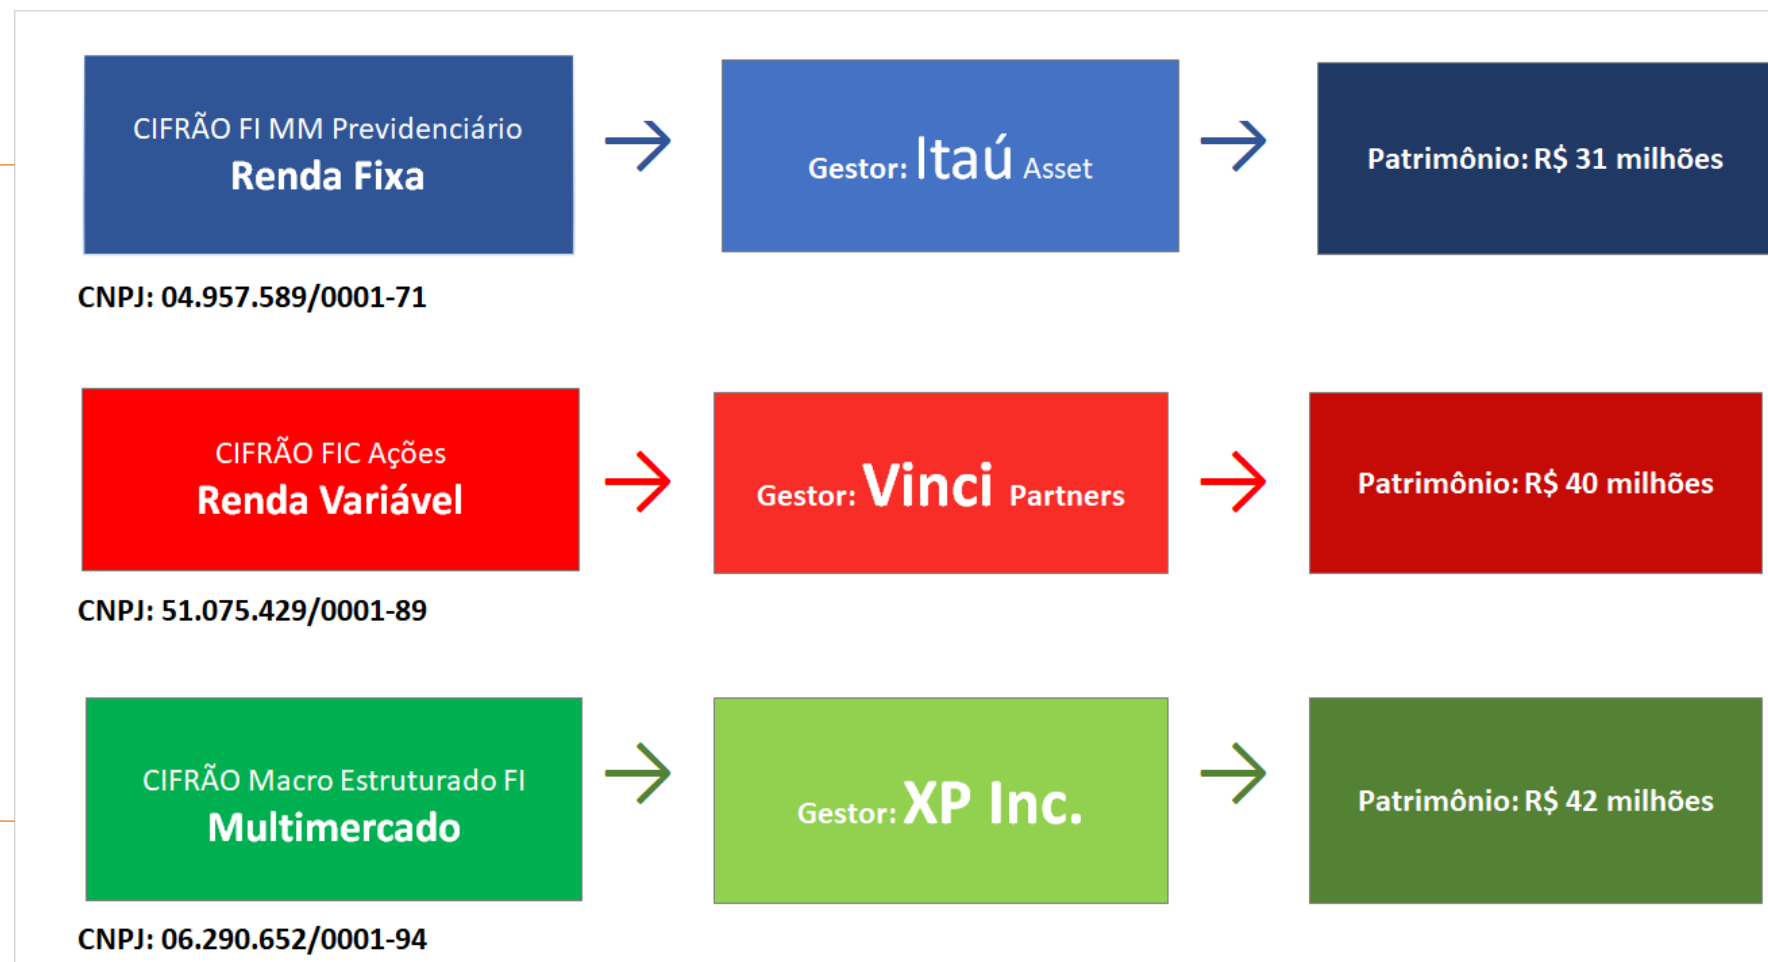 CIFRÃO FI MM Previdenciário
Renda Fixa
Gestor: Itaú Asset
Patrimônio: R$ 31 milhões
CNPJ: 04.957.589/0001-71
CIFRÃO FIC Ações
Renda Variável
Gestor: Vinci Partners
Patrimônio: R$ 40 milhões
CNPJ: 51.075.429/0001-89
CIFRÃO Macro Estruturado FI
Multimercado
Gestor: XP Inc.
Patrimônio: R$ 42 milhões
CNPJ: 06.290.652/0001-94